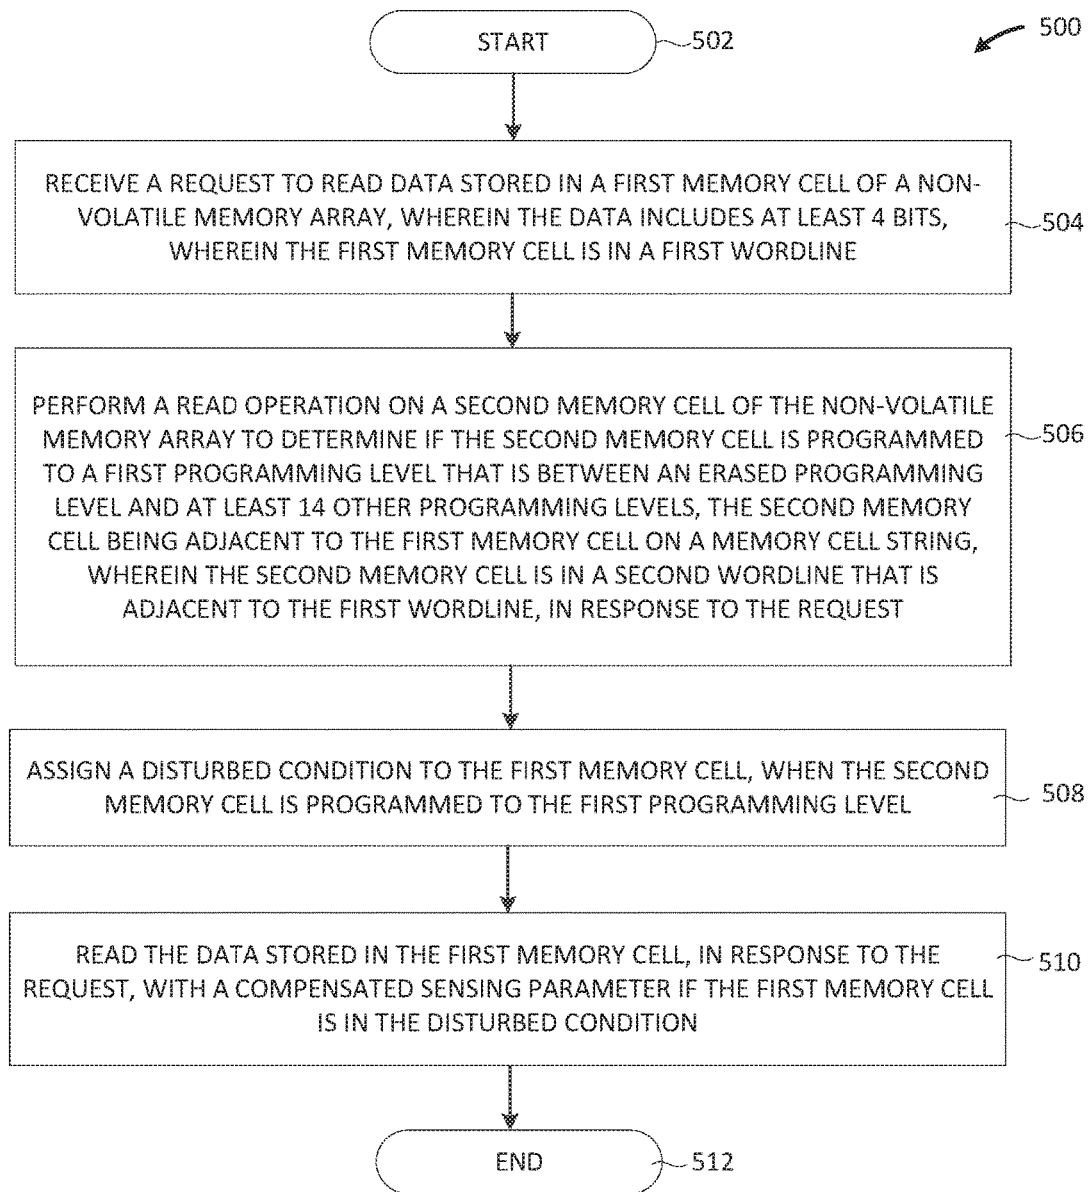 START
502
500
RECEIVE A REQUEST TO READ DATA STORED IN A FIRST MEMORY CELL OF A NON-
VOLATILE MEMORY ARRAY, WHEREIN THE DATA INCLUDES AT LEAST 4 BITS,
WHEREIN THE FIRST MEMORY CELL IS IN A FIRST WORDLINE
504
PERFORM A READ OPERATION ON A SECOND MEMORY CELL OF THE NON-VOLATILE
MEMORY ARRAY TO DETERMINE IF THE SECOND MEMORY CELL IS PROGRAMMED
TO A FIRST PROGRAMMING LEVEL THAT IS BETWEEN AN ERASED PROGRAMMING
LEVEL AND AT LEAST 14 OTHER PROGRAMMING LEVELS, THE SECOND MEMORY
CELL BEING ADJACENT TO THE FIRST MEMORY CELL ON A MEMORY CELL STRING,
WHEREIN THE SECOND MEMORY CELL IS IN A SECOND WORDLINE THAT IS
ADJACENT TO THE FIRST WORDLINE, IN RESPONSE TO THE REQUEST
506
ASSIGN A DISTURBED CONDITION TO THE FIRST MEMORY CELL, WHEN THE SECOND
MEMORY CELL IS PROGRAMMED TO THE FIRST PROGRAMMING LEVEL
508
READ THE DATA STORED IN THE FIRST MEMORY CELL, IN RESPONSE TO THE
REQUEST, WITH A COMPENSATED SENSING PARAMETER IF THE FIRST MEMORY CELL
IS IN THE DISTURBED CONDITION
510
END
512